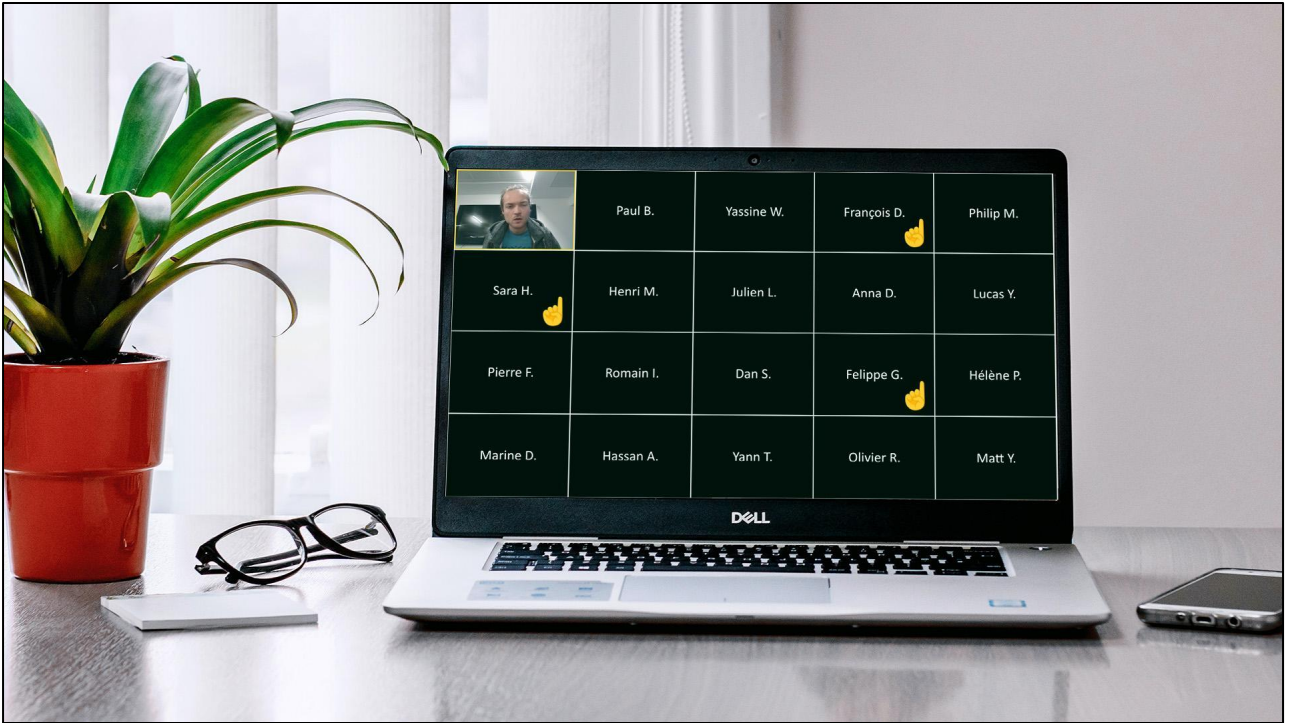 Paul B.
Yassine W.
François D.
Philip M.
Sara H.
Henri M.
Julien L.
Anna D.
Lucas Y.
Pierre F.
Romain I.
Dan S.
Felippe G.
Hélène P.
Marine D.
Hassan A.
Yann T.
Olivier R.
Matt Y.
DELL